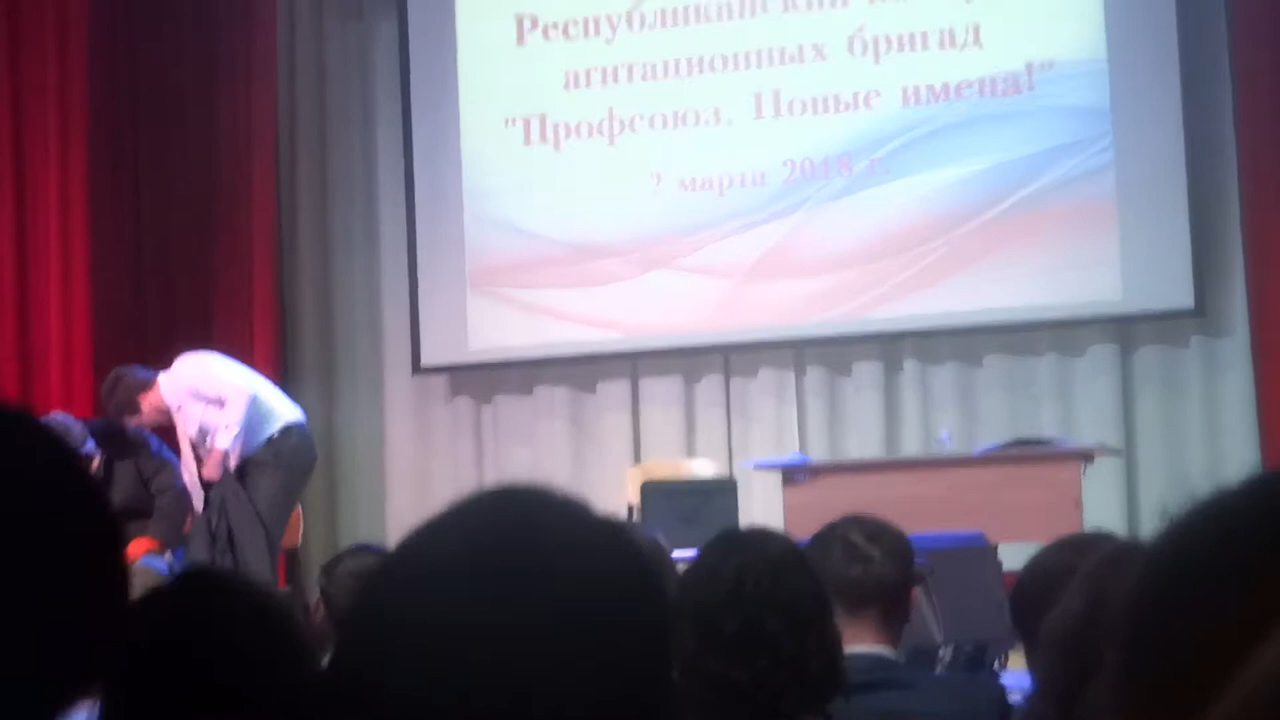 Республиканский
агитационных бригад
"Профсоюз. Новые имена!"
2 марта 2018 г.